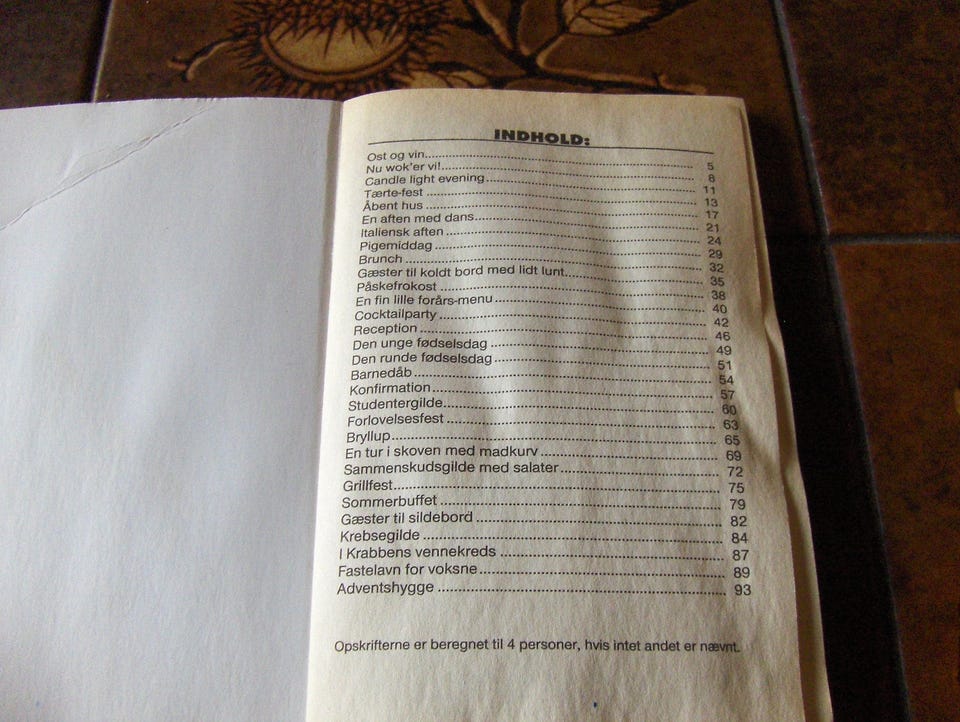 INDHOLD:
Ost og vin 5
Nu wok'er vi! 8
Candle light evening 11
Tærte-fest 13
Åbent hus 17
En aften med dans 21
Italiensk aften 24
Pigemiddag 29
Brunch 32
Gæster til koldt bord med lidt lunt 35
Påskefrokost 38
En fin lille forårs-menu 40
Cocktailparty 42
Reception 46
Den unge fødselsdag 49
Den runde fødselsdag 51
Barnedåb 54
Konfirmation 57
Studentergilde 60
Forlovelsesfest 63
Bryllup 65
En tur i skoven med madkurv 69
Sammenskudsgilde med salater 72
Grillfest 75
Sommerbuffet 79
Gæster til sildebord 82
Krebsegilde 84
I Krabbens vennekreds 87
Fastelavn for voksne 89
Adventshygge 93
Opskrifterne er beregnet til 4 personer, hvis intet andet er nævnt.